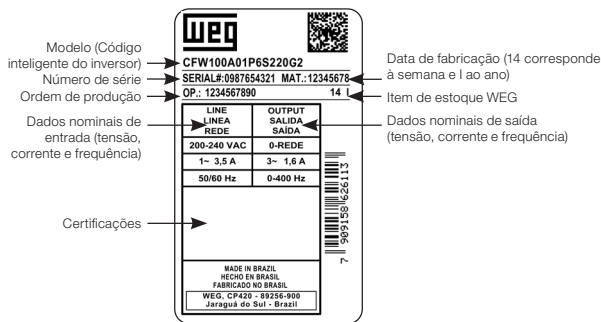 weg
Modelo (Código
inteligente do inversor)
Número de série
Ordem de produção
Dados nominais de
entrada (tensão,
corrente e frequência)
Certificações
CFW100A01P6S220G2
SERIAL#:0987654321 MAT.:12345678
OP.: 1234567890 14 I
LINE
LINEA
REDE
OUTPUT
SALIDA
SAÍDA
200-240 VAC 0-REDE
1~ 3,5 A 3~ 1,6 A
50/60 Hz 0-400 Hz
7 909158 626113
MADE IN BRAZIL
HECHO EN BRASIL
FABRICADO NO BRASIL
WEG, CP420 - 89256-900
Jaraguá do Sul - Brazil
Data de fabricação (14 corresponde
à semana e I ao ano)
Item de estoque WEG
Dados nominais de saída
(tensão, corrente e frequência)